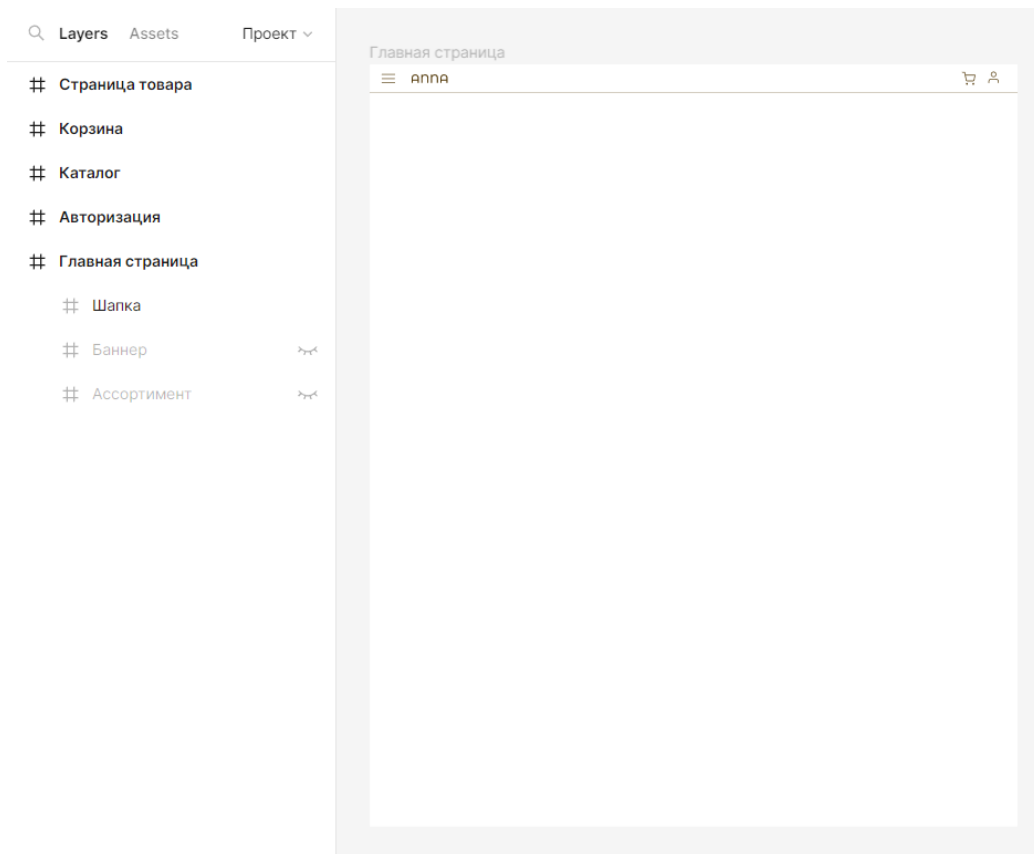 Layers Assets Проект
Страница товара
Корзина
Каталог
Авторизация
Главная страница
Шапка
Баннер
Ассортимент
Главная страница
ANNA